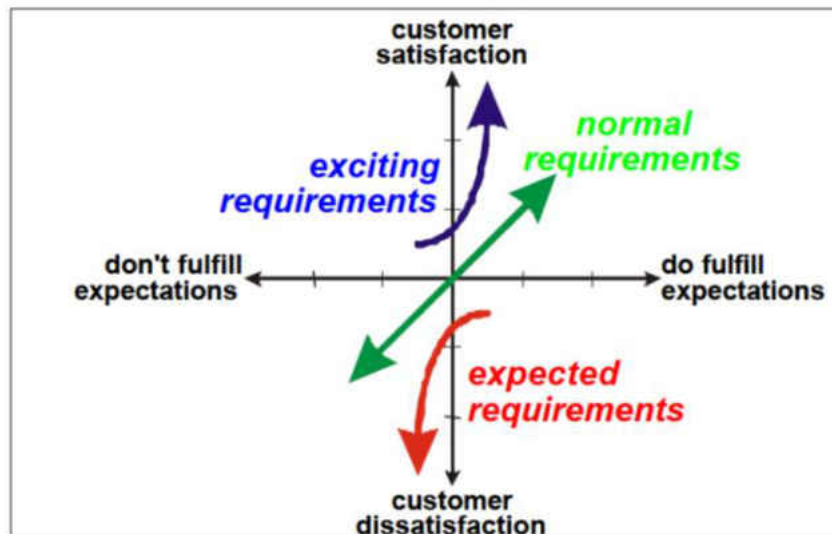 customer
satisfaction
normal
requirements
exciting
requirements
don't fulfill
expectations
do fulfill
expectations
expected
requirements
customer
dissatisfaction